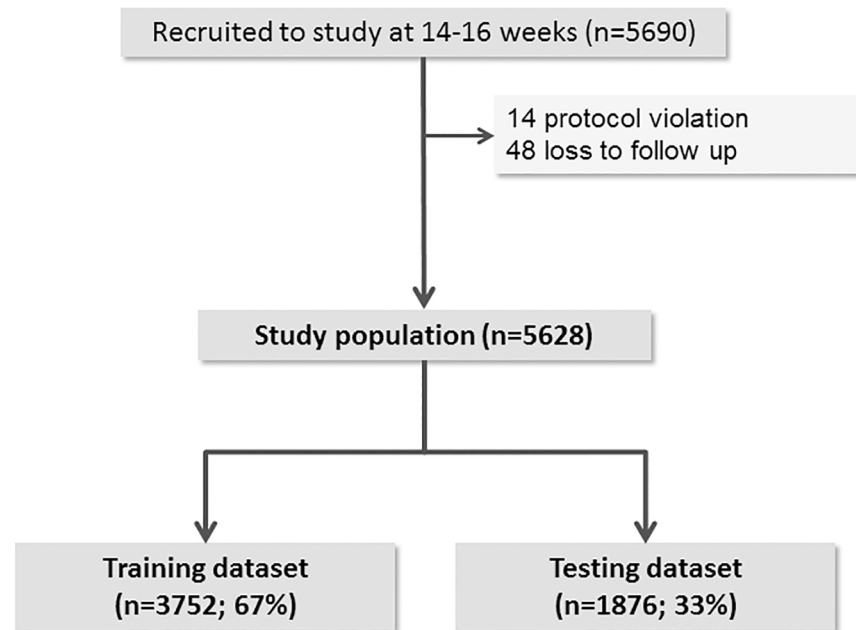 Recruited to study at 14-16 weeks (n=5690)
14 protocol violation
48 loss to follow up
Study population (n=5628)
Training dataset
(n=3752; 67%)
Testing dataset
(n=1876; 33%)